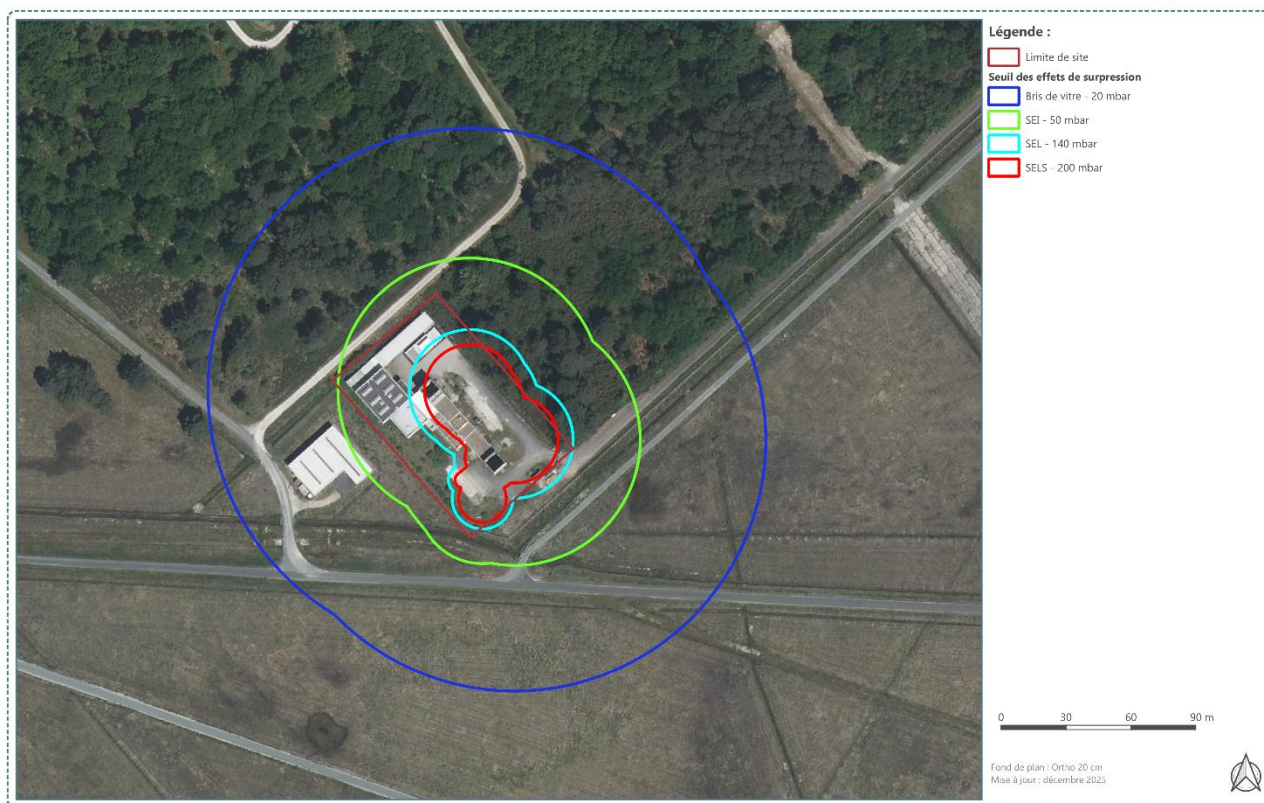 Légende :
Limite de site
Seuil des effets de surpression
Bris de vitre - 20 mbar
SEI - 50 mbar
SEL - 140 mbar
SELS - 200 mbar
0 30 60 90 m
Fond de plan : Ortho 20 cm
Mise à jour : décembre 2025